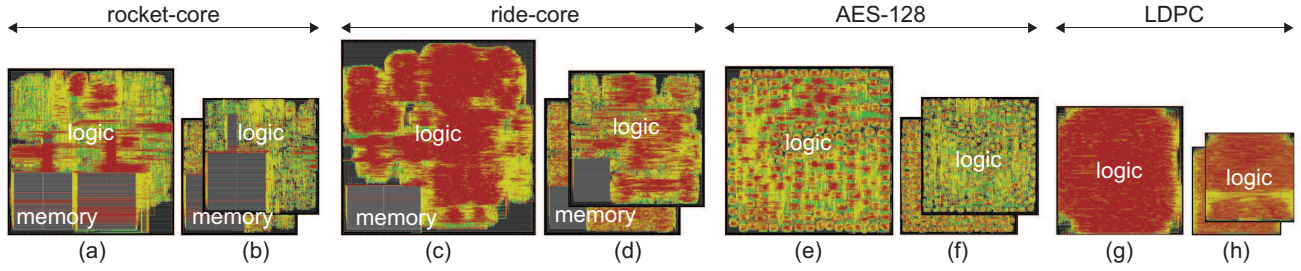 rocket-core
ride-core
AES-128
LDPC
logic
memory
logic
memory
logic
memory
logic
memory
logic
logic
logic
logic
(a)
(b)
(c)
(d)
(e)
(f)
(g)
(h)